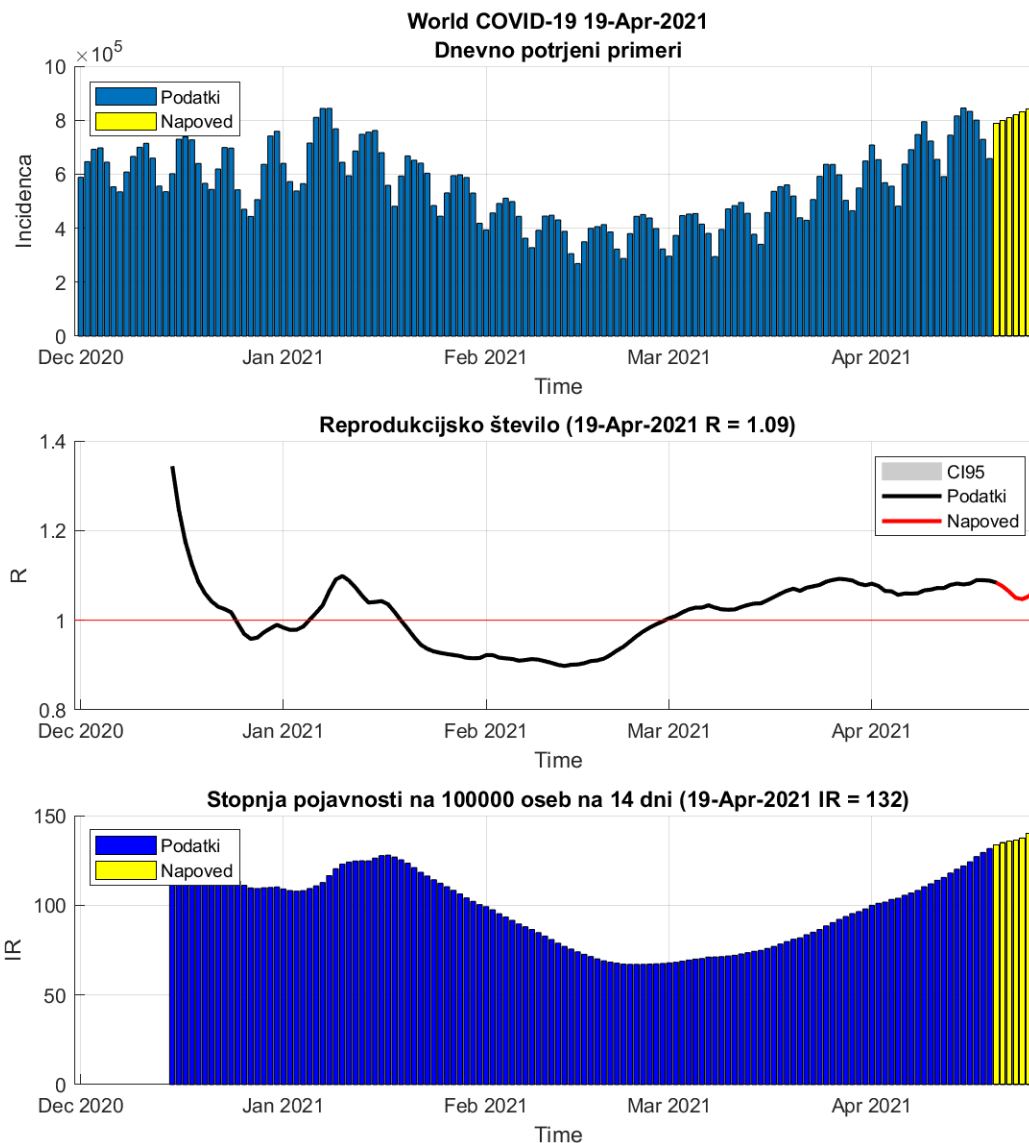 World COVID-19 19-Apr-2021
Dnevno potrjeni primeri
×10^5
10
8
6
4
2
0
Incidenca
Podatki
Napoved
Dec 2020 Jan 2021 Feb 2021 Mar 2021 Apr 2021
Time
Reprodukcijsko število (19-Apr-2021 R = 1.09)
1.4
1.2
1
0.8
R
CI95
Podatki
Napoved
Dec 2020 Jan 2021 Feb 2021 Mar 2021 Apr 2021
Time
Stopnja pojavnosti na 100000 oseb na 14 dni (19-Apr-2021 IR = 132)
150
100
50
0
IR
Podatki
Napoved
Dec 2020 Jan 2021 Feb 2021 Mar 2021 Apr 2021
Time